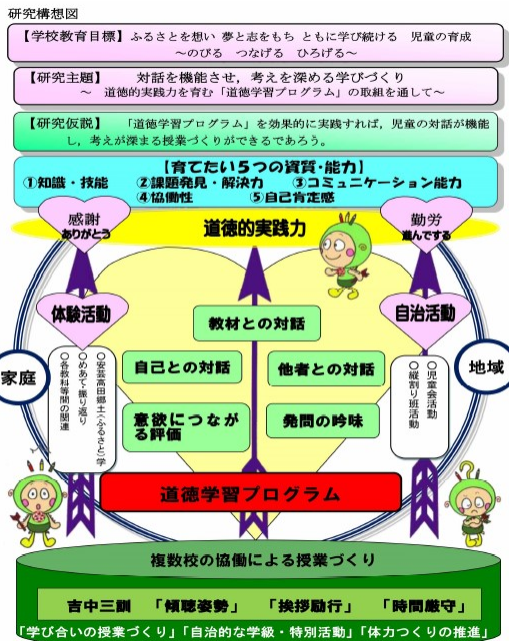 研究構想図
【学校教育目標】ふるさとを想い 夢と志をもち ともに学び続ける 児童の育成
～のびる つなげる ひろげる～
【研究主題】 対話を機能させ，考えを深める学びづくり
～ 道徳的実践力を育む「道徳学習プログラム」の取組を通して～
【研究仮説】 「道徳学習プログラム」を効果的に実践すれば，児童の対話が機能
し，考えが深まる授業づくりができるであろう。
【育てたい５つの資質・能力】
①知識・技能 ②課題発見・解決力 ③コミュニケーション能力
④協働性 ⑤自己肯定感
感謝
ありがとう
道徳的実践力
勤労
進んでする
体験活動
自治活動
教材との対話
自己との対話
他者との対話
意欲につながる評価
発問の吟味
家庭
地域
○安芸高田郷土（ふるさと）学
○めあて・振り返り
○各教科等間の関連
○児童会活動
○縦割り班活動
道徳学習プログラム
複数校の協働による授業づくり
吉中三訓 「傾聴姿勢」 「挨拶励行」 「時間厳守」
「学び合いの授業づくり」「自治的な学級・特別活動」「体力つくりの推進」